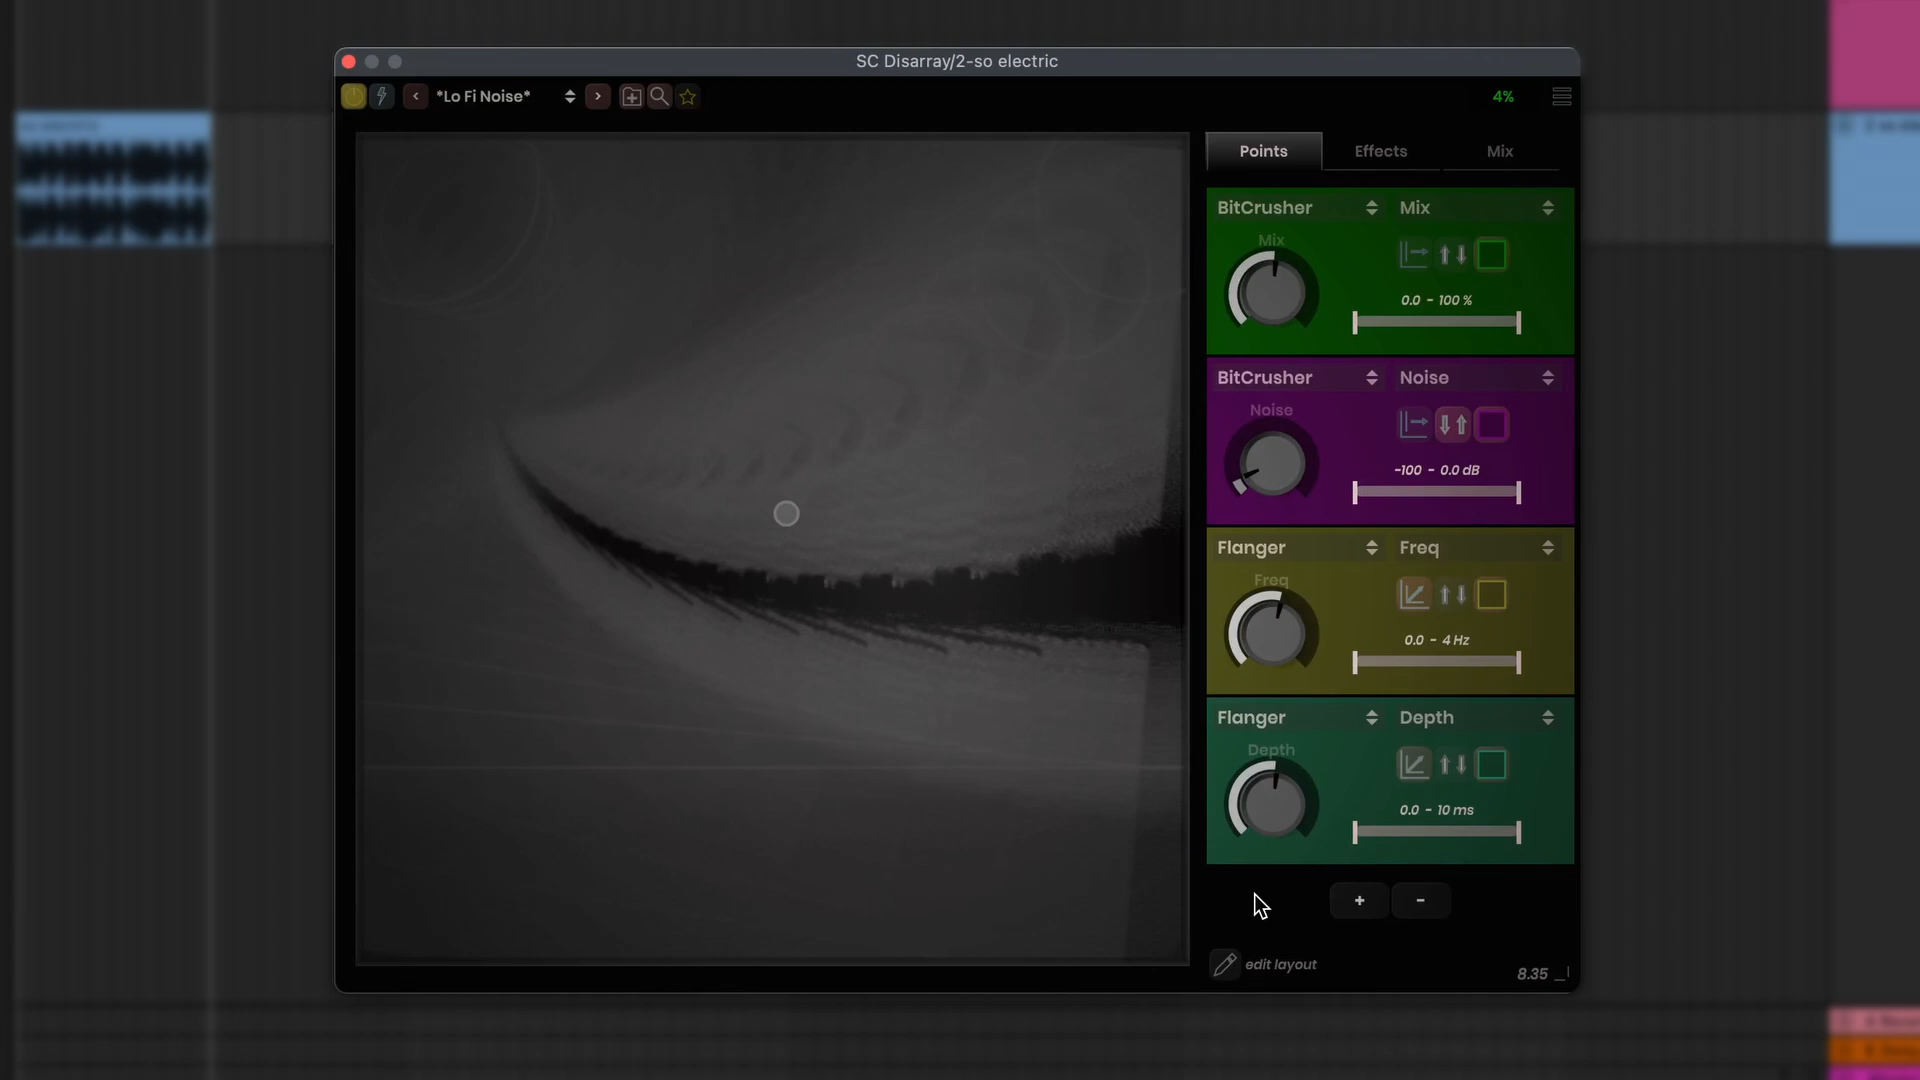 SC Disarray/2-so electric
*Lo Fi Noise*
4%
Points Effects Mix
BitCrusher Mix
Mix
0.0 - 100 %
BitCrusher Noise
Noise
-100 - 0.0 dB
Flanger Freq
Freq
0.0 - 4 Hz
Flanger Depth
Depth
0.0 - 10 ms
+ -
edit layout
8.35